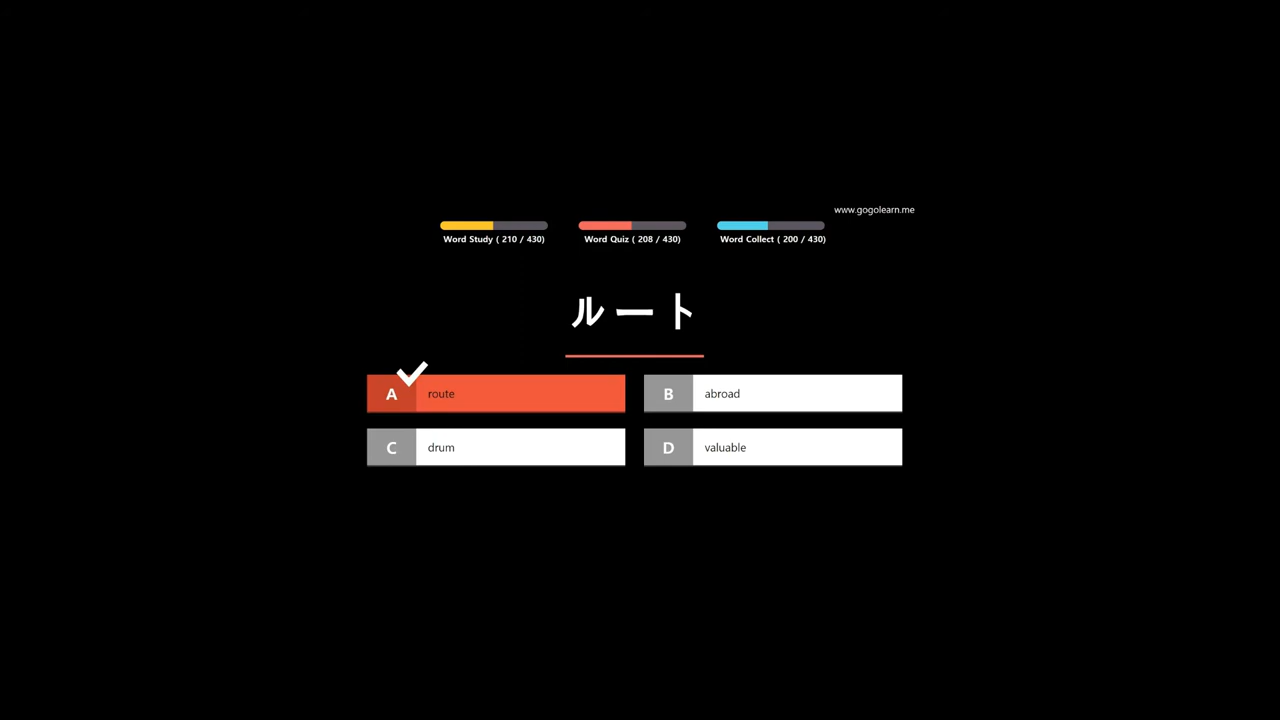 www.gogolearn.me
Word Study ( 210 / 430)
Word Quiz ( 208 / 430)
Word Collect ( 200 / 430)
ルート
A route
B abroad
C drum
D valuable